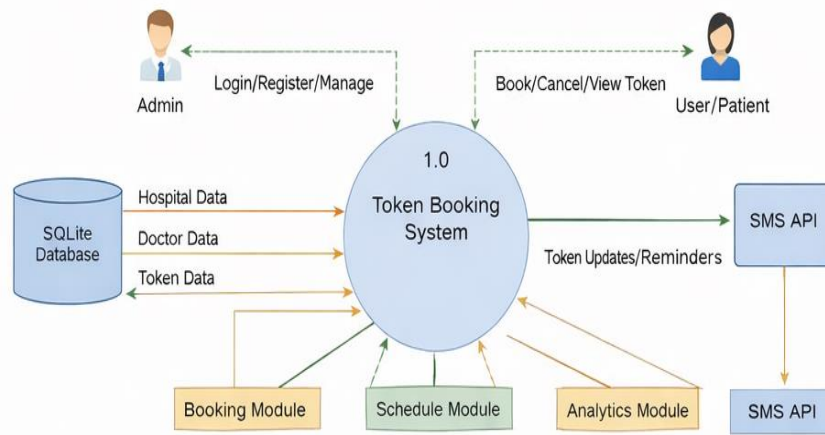 Admin
Login/Register/Manage
Book/Cancel/View Token
User/Patient
1.0
Token Booking
System
SQLite
Database
Hospital Data
Doctor Data
Token Data
SMS API
Token Updates/Reminders
Booking Module
Schedule Module
Analytics Module
SMS API